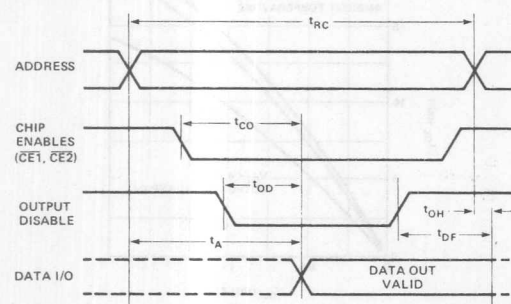 tRC
ADDRESS
tCO
CHIP
ENABLES
(CE1, CE2)
tOD
OUTPUT
DISABLE
tOH
tDF
tA
DATA I/O
DATA OUT
VALID